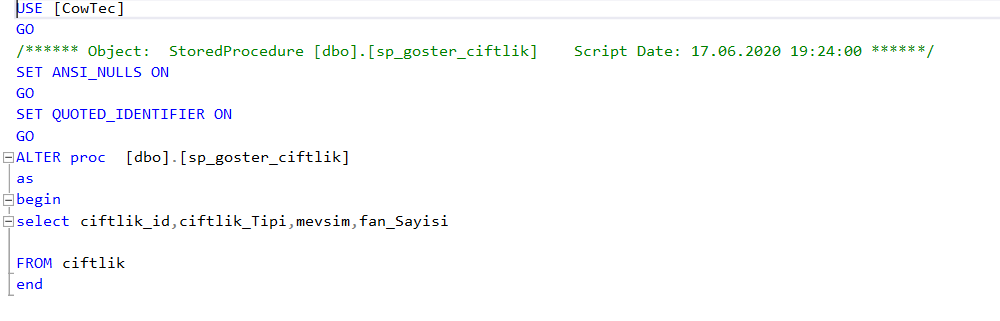 USE [CowTec]
GO
/****** Object:  StoredProcedure [dbo].[sp_goster_ciftlik]    Script Date: 17.06.2020 19:24:00 ******/
SET ANSI_NULLS ON
GO
SET QUOTED_IDENTIFIER ON
GO
ALTER proc  [dbo].[sp_goster_ciftlik]
as
begin
select ciftlik_id,ciftlik_Tipi,mevsim,fan_Sayisi
FROM ciftlik
end